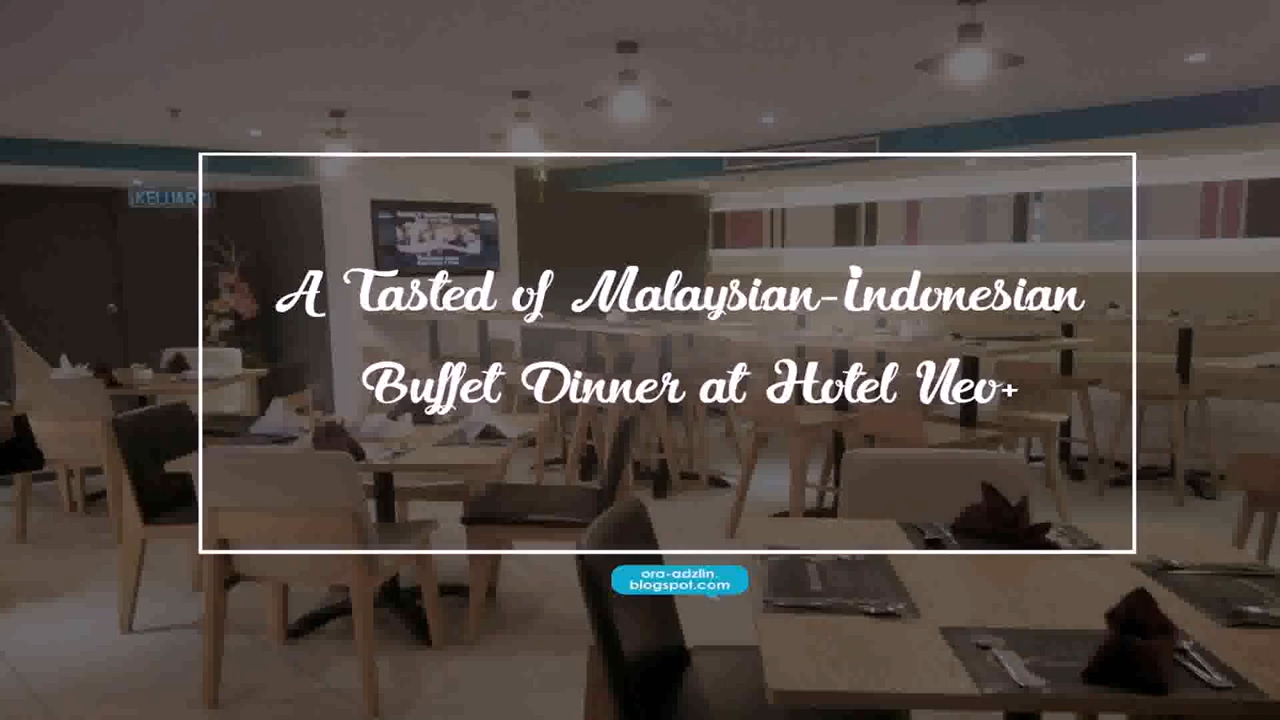 KELUAR
A Tasted of Malaysian-Indonesian
Buffet Dinner at Hotel Neo+
ora-adzlin.
blogspot.com